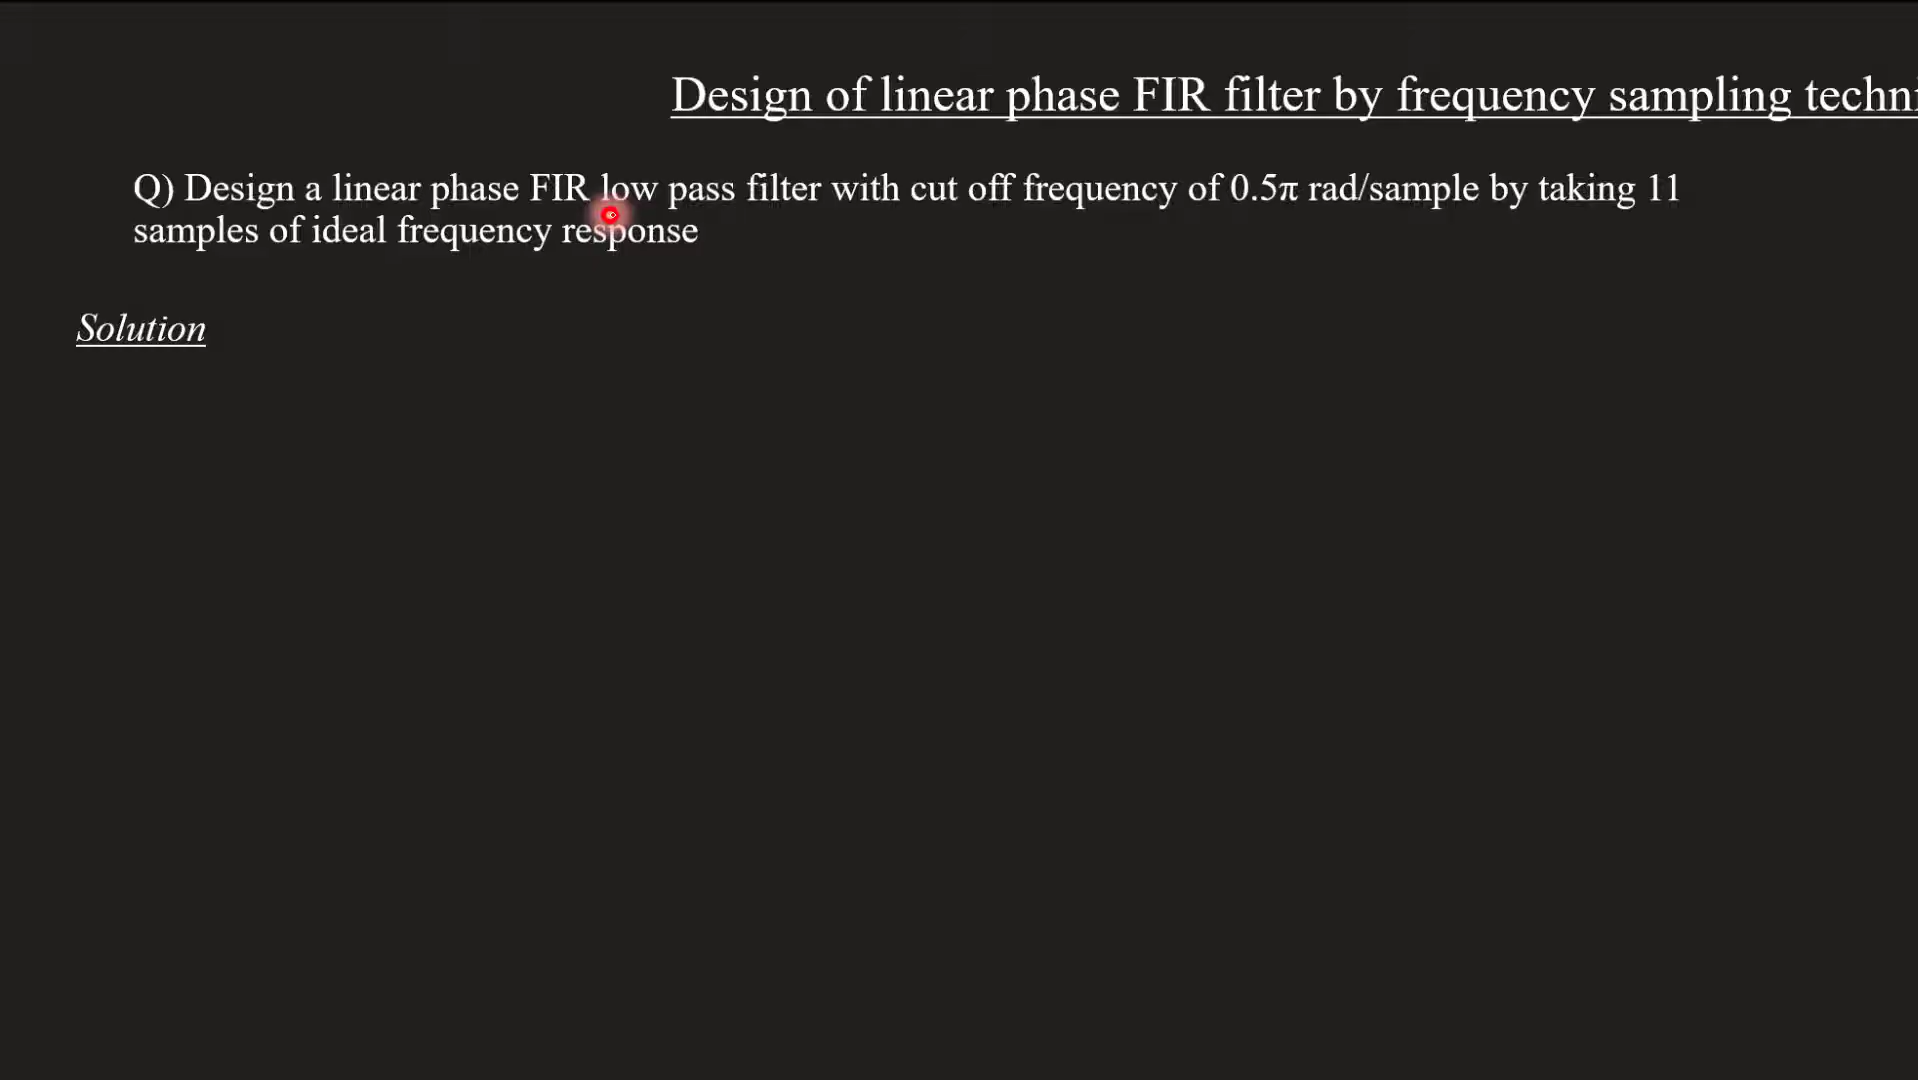 Design of linear phase FIR filter by frequency sampling
Q) Design a linear phase FIR low pass filter with cut off frequency of 0.5π rad/sample by taking 11
samples of ideal frequency response
Solution